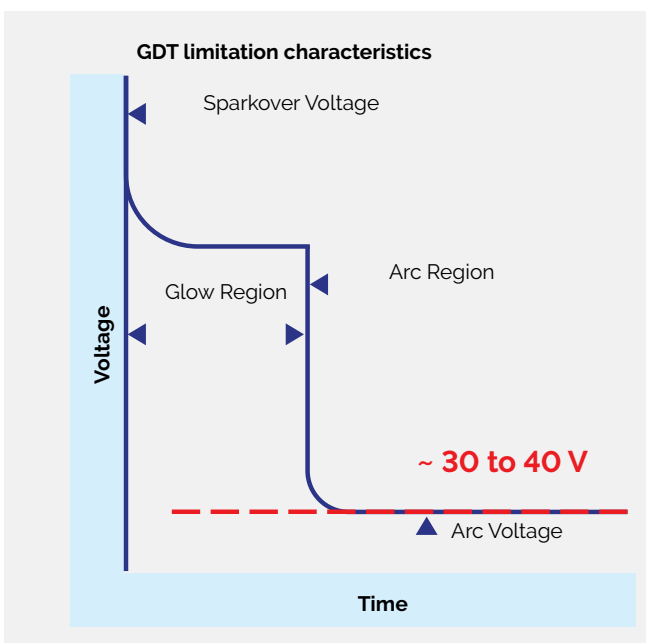 GDT limitation characteristics
Sparkover Voltage
Arc Region
Glow Region
Voltage
~ 30 to 40 V
Arc Voltage
Time